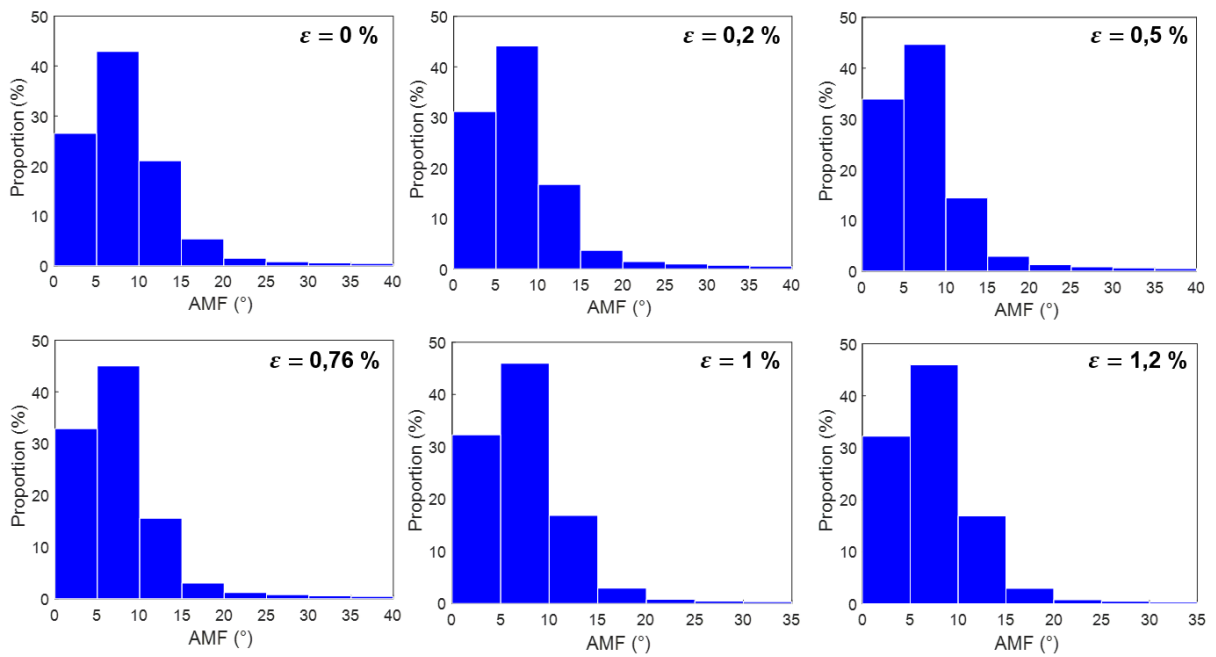 50
40
30
20
10
0
Proportion (%)
ε = 0 %
0 5 10 15 20 25 30 35 40
AMF (°)
50
40
30
20
10
0
Proportion (%)
ε = 0,2 %
0 5 10 15 20 25 30 35 40
AMF (°)
50
40
30
20
10
0
Proportion (%)
ε = 0,5 %
0 5 10 15 20 25 30 35 40
AMF (°)
50
40
30
20
10
0
Proportion (%)
ε = 0,76 %
0 5 10 15 20 25 30 35 40
AMF (°)
50
40
30
20
10
0
Proportion (%)
ε = 1 %
0 5 10 15 20 25 30 35
AMF (°)
50
40
30
20
10
0
Proportion (%)
ε = 1,2 %
0 5 10 15 20 25 30 35
AMF (°)